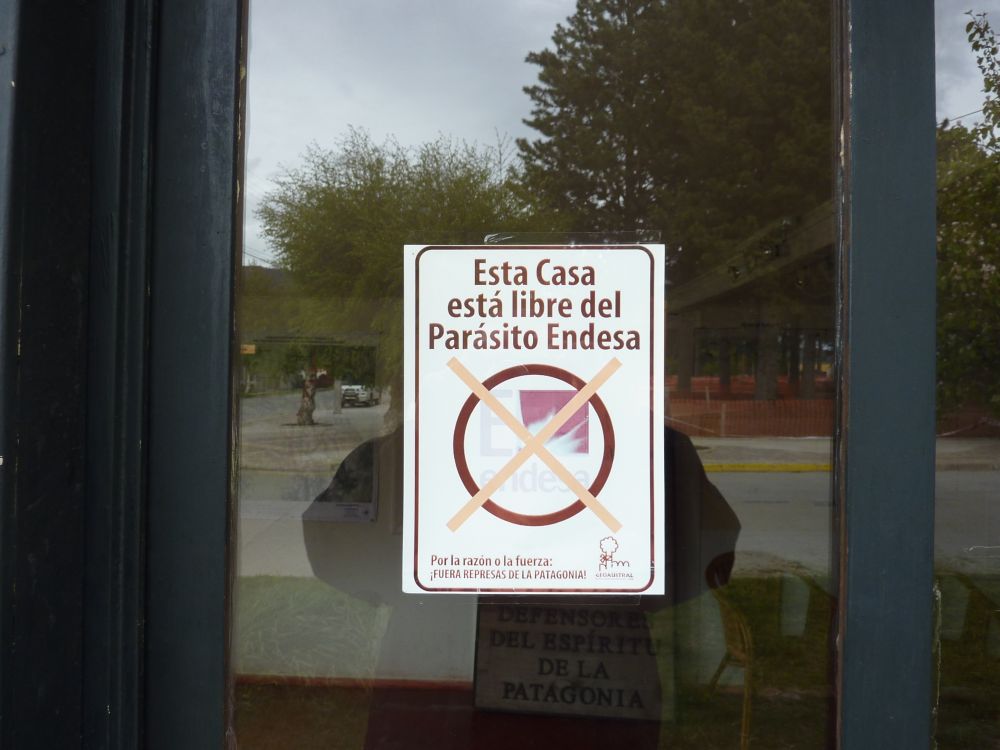 Esta Casa
está libre del
Parásito Endesa
E
endesa
Por la razón o la fuerza:
¡FUERA REPRESAS DE LA PATAGONIA!
GEOAUSTRAL
DEFENSORES
DEL ESPÍRITU
DE LA
PATAGONIA